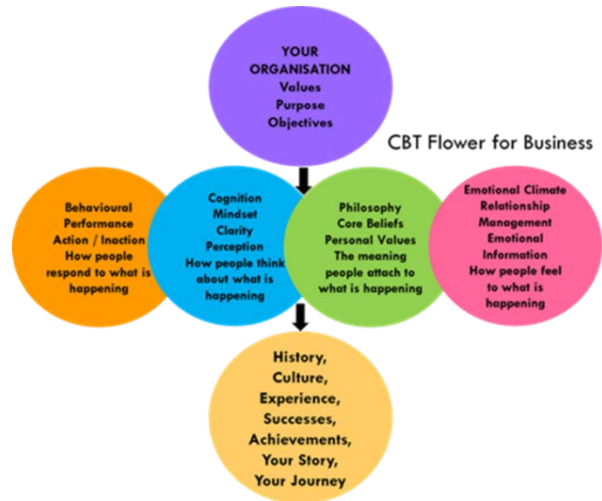 YOUR
ORGANISATION
Values
Purpose
Objectives
CBT Flower for Business
Behavioural
Performance
Action / Inaction
How people
respond to what is
happening
Cognition
Mindset
Clarity
Perception
How people think
about what is
happening
Philosophy
Core Beliefs
Personal Values
The meaning
people attach to
what is happening
Emotional Climate
Relationship
Management
Emotional
Information
How people feel
to what is
happening
History,
Culture,
Experience,
Successes,
Achievements,
Your Story,
Your Journey